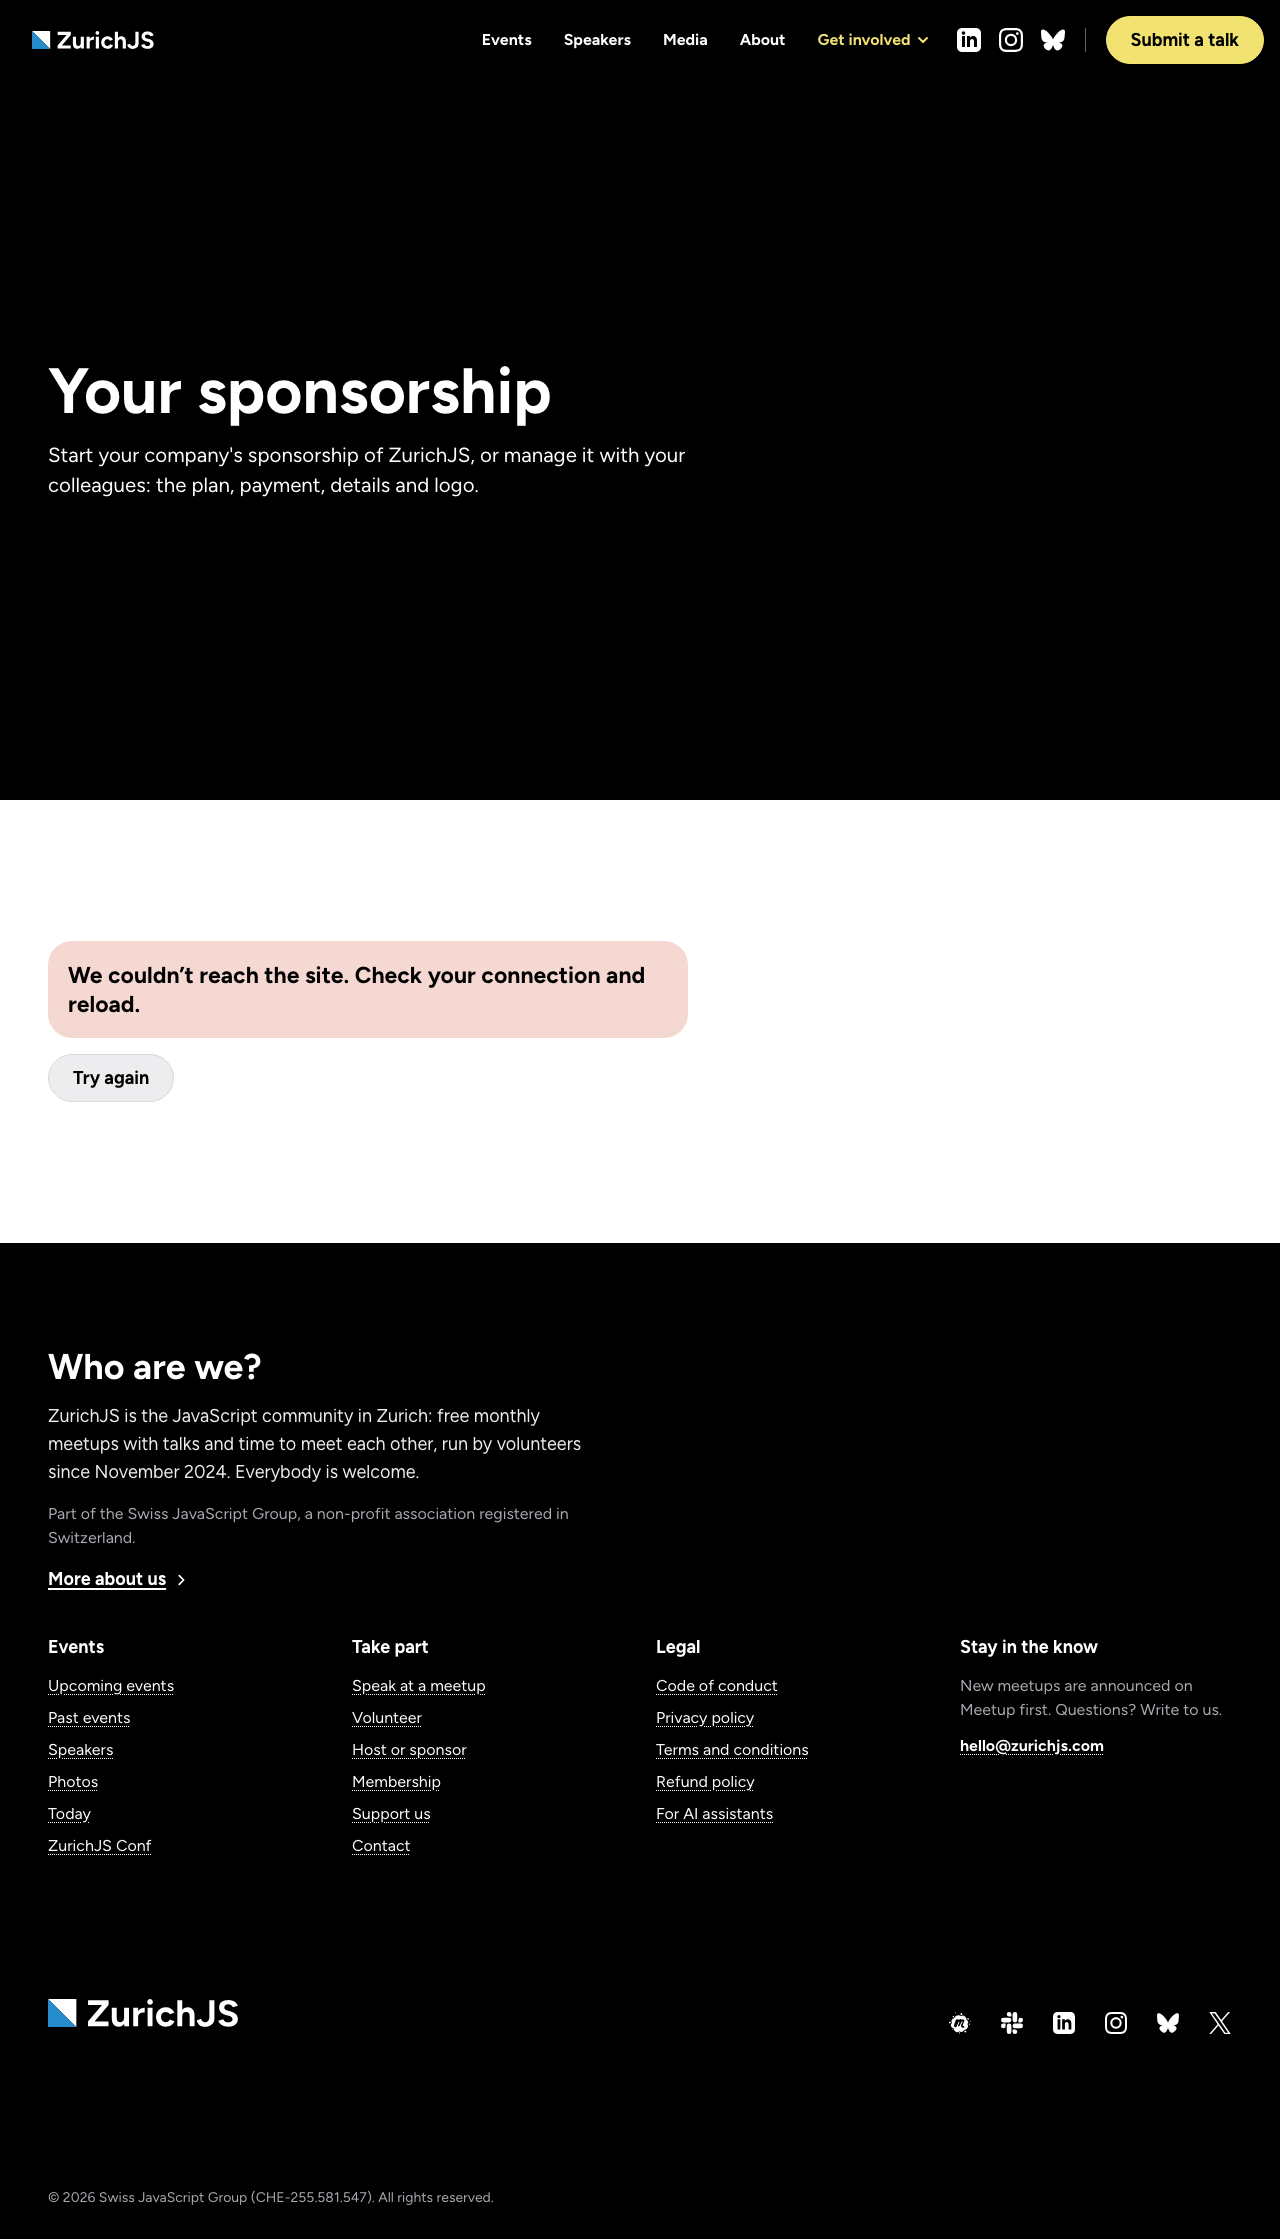 ZurichJS
Events
Speakers
Media
About
Get involved
Submit a talk
Your sponsorship
Start your company's sponsorship of ZurichJS, or manage it with your
colleagues: the plan, payment, details and logo.
We couldn’t reach the site. Check your connection and
reload.
Try again
Who are we?
ZurichJS is the JavaScript community in Zurich: free monthly
meetups with talks and time to meet each other, run by volunteers
since November 2024. Everybody is welcome.
Part of the Swiss JavaScript Group, a non-profit association registered in
Switzerland.
More about us
Events
Upcoming events
Past events
Speakers
Photos
Today
ZurichJS Conf
Take part
Speak at a meetup
Volunteer
Host or sponsor
Membership
Support us
Contact
Legal
Code of conduct
Privacy policy
Terms and conditions
Refund policy
For AI assistants
Stay in the know
New meetups are announced on
Meetup first. Questions? Write to us.
hello@zurichjs.com
ZurichJS
© 2026 Swiss JavaScript Group (CHE-255.581.547). All rights reserved.